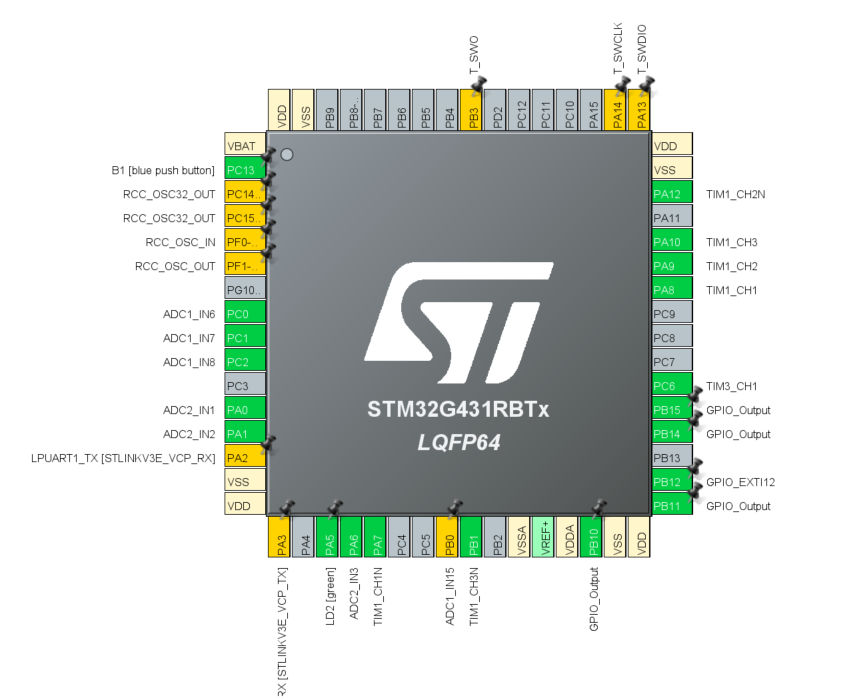 T_SWO
T_SWCLK
T_SWDIO
VDD
VSS
PB9
PB8-..
PB7
PB6
PB5
PB4
PB3
PD2
PC12
PC11
PC10
PA15
PA14
PA13
VBAT
B1 [blue push button] PC13
RCC_OSC32_OUT PC14..
RCC_OSC32_OUT PC15..
RCC_OSC_IN PF0-..
RCC_OSC_OUT PF1-..
PG10..
ADC1_IN6 PC0
ADC1_IN7 PC1
ADC1_IN8 PC2
PC3
ADC2_IN1 PA0
ADC2_IN2 PA1
LPUART1_TX [STLINKV3E_VCP_RX] PA2
VSS
VDD
ST
STM32G431RBTx
LQFP64
VDD
VSS
PA12 TIM1_CH2N
PA11
PA10 TIM1_CH3
PA9 TIM1_CH2
PA8 TIM1_CH1
PC9
PC8
PC7
PC6 TIM3_CH1
PB15 GPIO_Output
PB14 GPIO_Output
PB13
PB12 GPIO_EXTI12
PB11 GPIO_Output
PA3
PA4
PA5
PA6
PA7
PC4
PC5
PB0
PB1
PB2
VSSA
VREF+
VDDA
PB10
VSS
VDD
RX [STLINKV3E_VCP_TX]
LD2 [green]
ADC2_IN3
TIM1_CH1N
ADC1_IN15
TIM1_CH3N
GPIO_Output